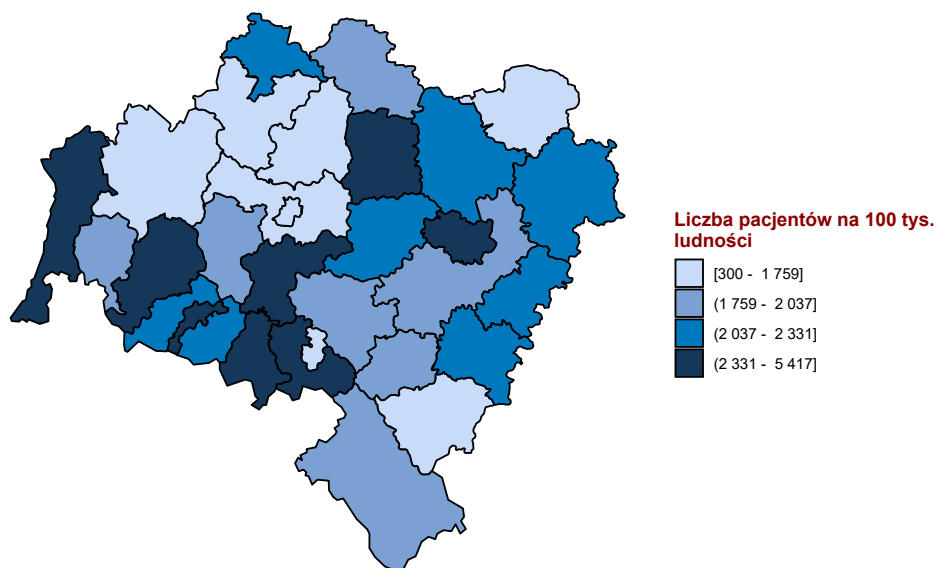 Liczba pacjentów na 100 tys.
ludności
[300 - 1 759]
(1 759 - 2 037]
(2 037 - 2 331]
(2 331 - 5 417]